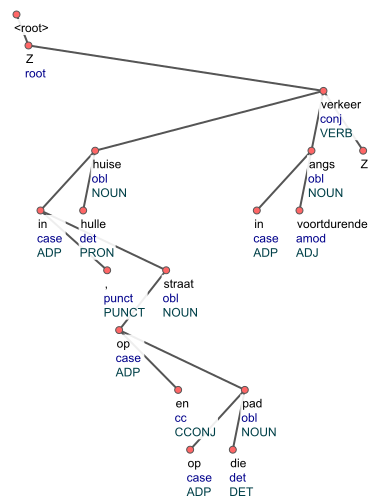 <root>
Z
root
verkeer
conj
VERB
huise
obl
NOUN
angs
obl
NOUN
Z
in
case
ADP
hulle
det
PRON
in
case
ADP
voortdurende
amod
ADJ
,
punct
PUNCT
straat
obl
NOUN
op
case
ADP
en
cc
CCONJ
pad
obl
NOUN
op
case
ADP
die
det
DET